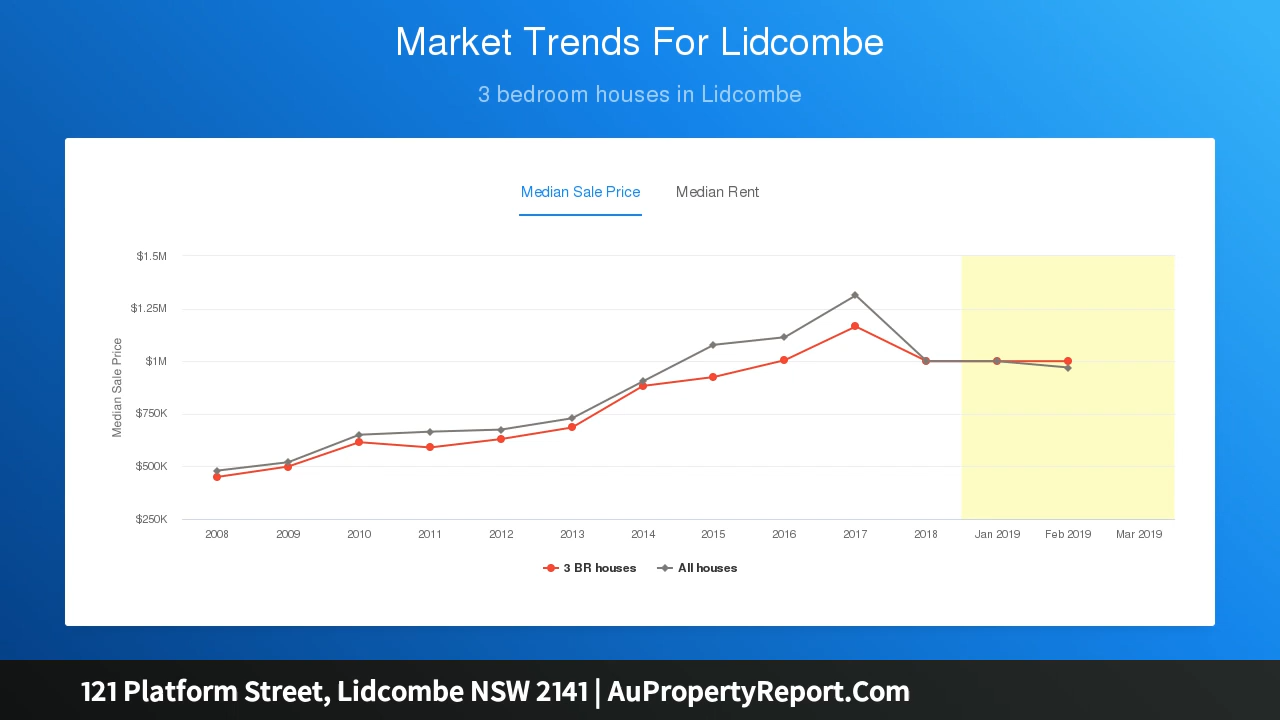 Market Trends For Lidcombe
3 bedroom houses in Lidcombe
Median Sale Price Median Rent
$1.5M
$1.25M
$1M
$750K
$500K
$250K
Median Sale Price
2008 2009 2010 2011 2012 2013 2014 2015 2016 2017 2018 Jan 2019 Feb 2019 Mar 2019
3 BR houses All houses
121 Platform Street, Lidcombe NSW 2141 | AuPropertyReport.Com